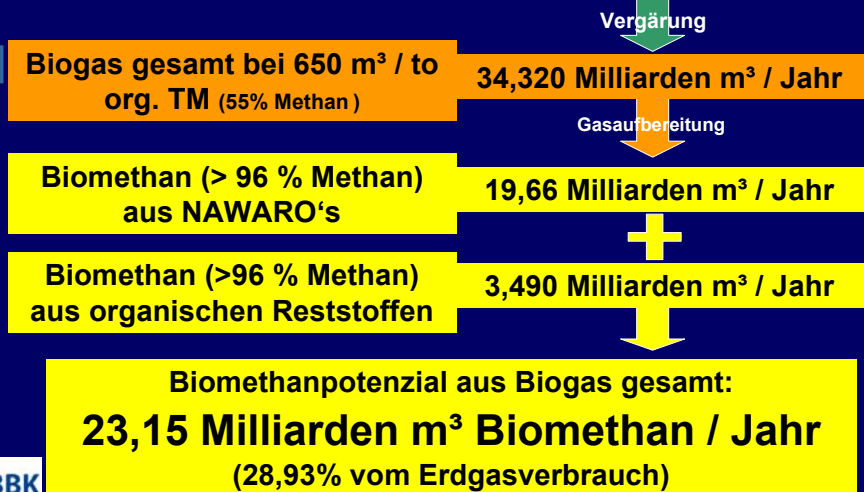 Vergärung
Biogas gesamt bei 650 m³ / to
org. TM (55% Methan )
34,320 Milliarden m³ / Jahr
Gasaufbereitung
Biomethan (> 96 % Methan)
aus NAWARO‘s
19,66 Milliarden m³ / Jahr
+
Biomethan (>96 % Methan)
aus organischen Reststoffen
3,490 Milliarden m³ / Jahr
Biomethanpotenzial aus Biogas gesamt:
23,15 Milliarden m³ Biomethan / Jahr
(28,93% vom Erdgasverbrauch)